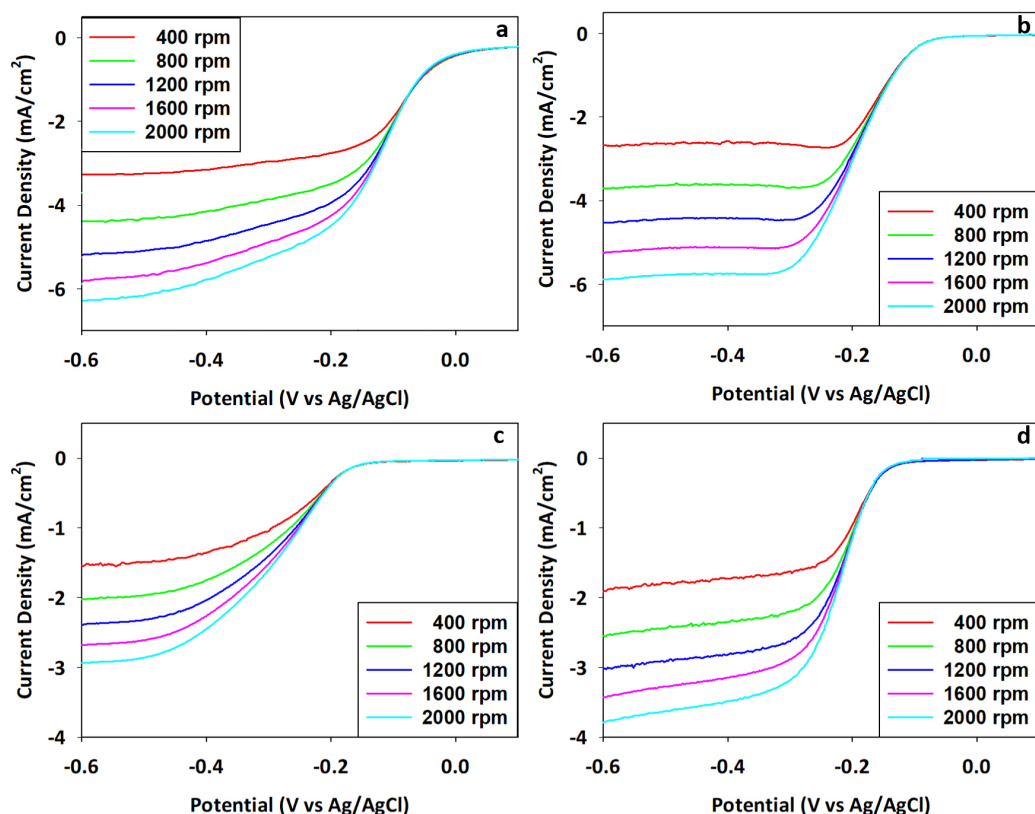 a
400 rpm
800 rpm
1200 rpm
1600 rpm
2000 rpm
0
-2
-4
-6
Current Density (mA/cm²)
-0.6
-0.4
-0.2
0.0
Potential (V vs Ag/AgCl)
b
400 rpm
800 rpm
1200 rpm
1600 rpm
2000 rpm
0
-2
-4
-6
Current Density (mA/cm²)
-0.6
-0.4
-0.2
0.0
Potential (V vs Ag/AgCl)
c
400 rpm
800 rpm
1200 rpm
1600 rpm
2000 rpm
0
-1
-2
-3
-4
Current Density (mA/cm²)
-0.6
-0.4
-0.2
0.0
Potential (V vs Ag/AgCl)
d
400 rpm
800 rpm
1200 rpm
1600 rpm
2000 rpm
0
-1
-2
-3
-4
Current Density (mA/cm²)
-0.6
-0.4
-0.2
0.0
Potential (V vs Ag/AgCl)